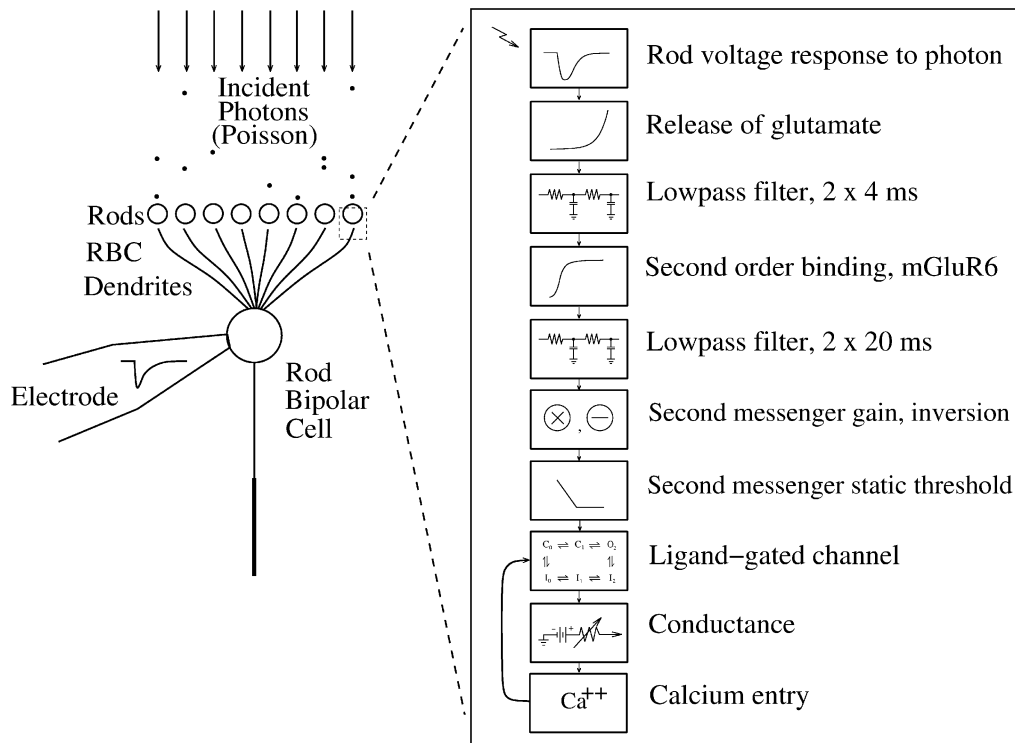 Incident
Photons
(Poisson)
Rods
RBC
Dendrites
Electrode
Rod
Bipolar
Cell
Rod voltage response to photon
Release of glutamate
Lowpass filter, 2 x 4 ms
Second order binding, mGluR6
Lowpass filter, 2 x 20 ms
× , −
Second messenger gain, inversion
Second messenger static threshold
C₀ ⇌ C₁ ⇌ O₂
I₀ ⇌ I₁ ⇌ I₂
Ligand−gated channel
− +
Conductance
Ca++
Calcium entry